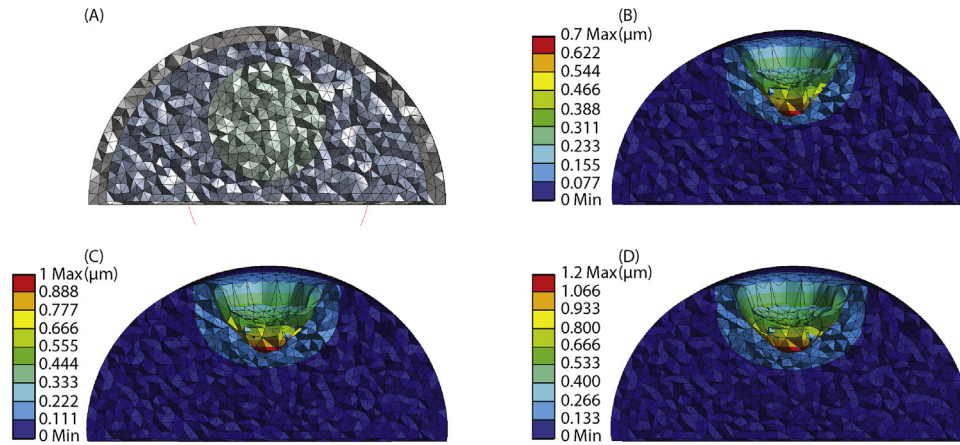 (A)
(B)
0.7 Max(µm)
0.622
0.544
0.466
0.388
0.311
0.233
0.155
0.077
0 Min
(C)
1 Max(µm)
0.888
0.777
0.666
0.555
0.444
0.333
0.222
0.111
0 Min
(D)
1.2 Max(µm)
1.066
0.933
0.800
0.666
0.533
0.400
0.266
0.133
0 Min